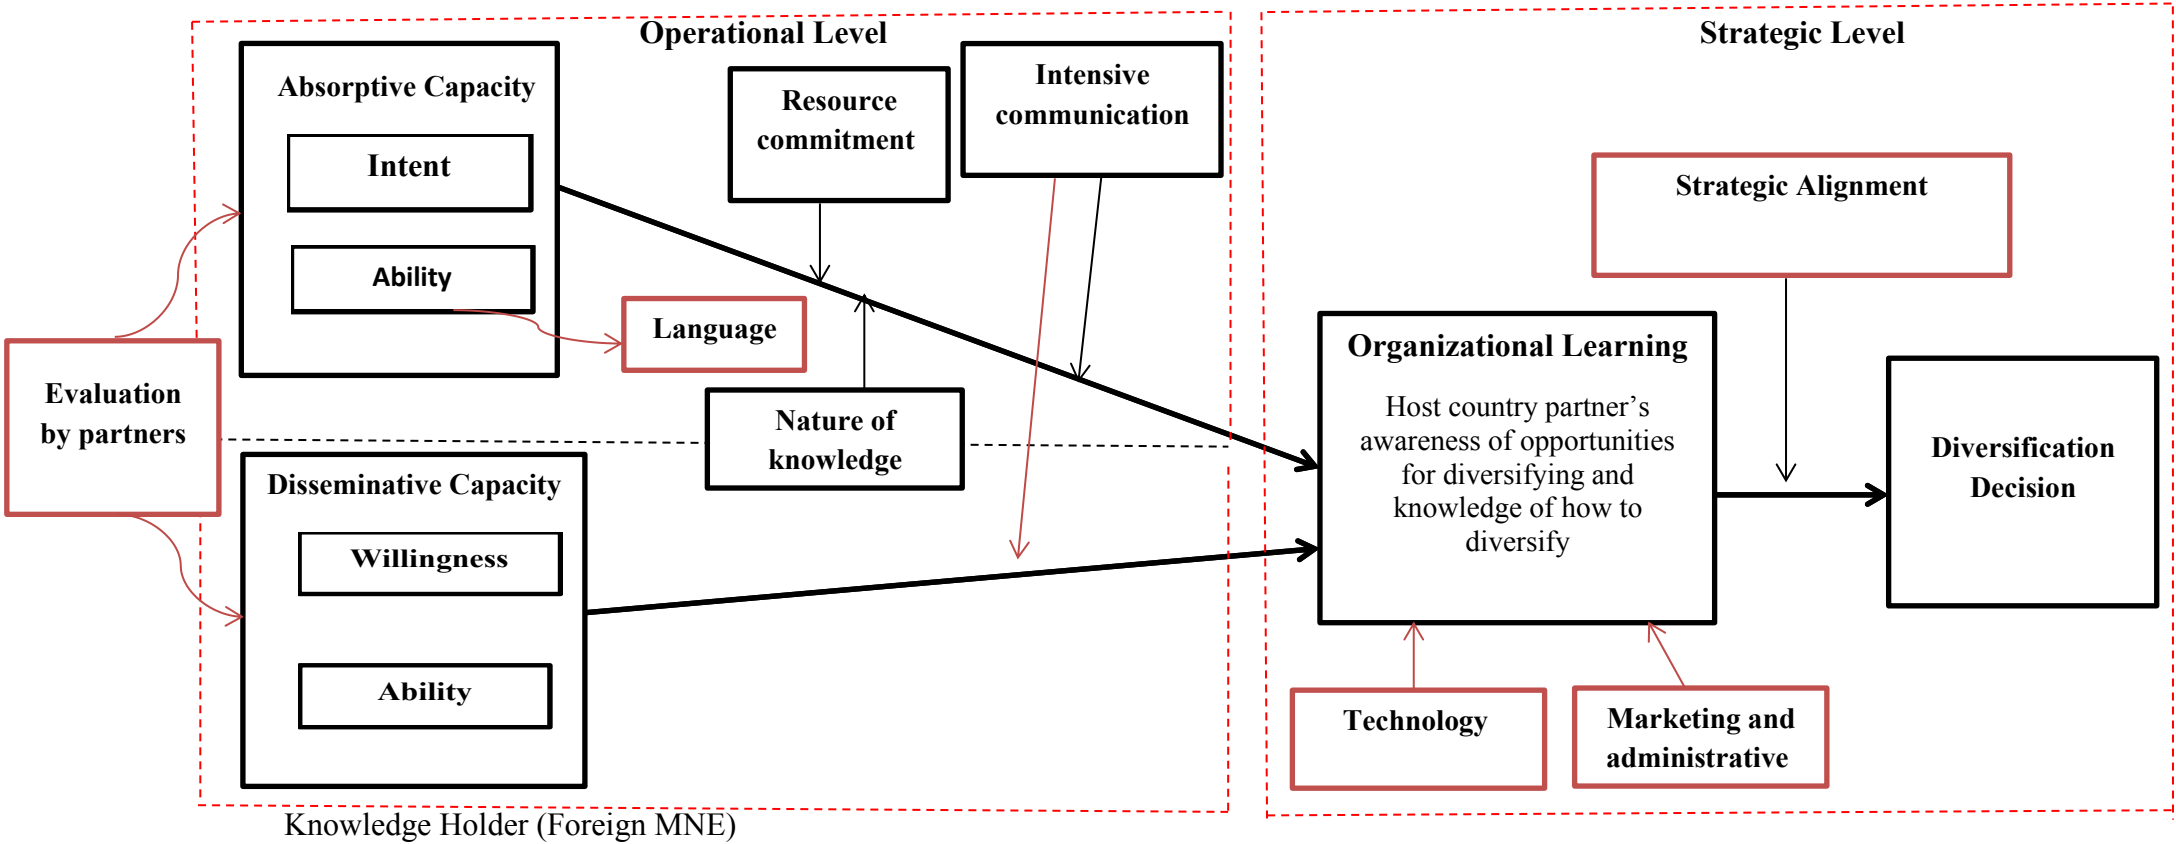 Operational Level
Strategic Level
Absorptive Capacity
Intent
Ability
Resource
commitment
Intensive
communication
Strategic Alignment
Language
Evaluation
by partners
Nature of
knowledge
Organizational Learning
Host country partner’s
awareness of opportunities
for diversifying and
knowledge of how to
diversify
Diversification
Decision
Disseminative Capacity
Willingness
Ability
Technology
Marketing and
administrative
Knowledge Holder (Foreign MNE)